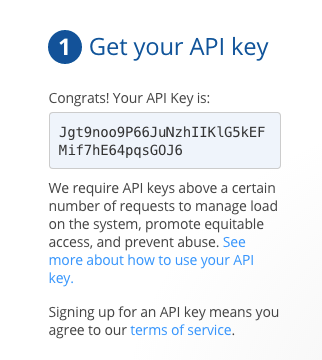 1 Get your API key
Congrats! Your API Key is:
Jgt9noo9P66JuNzhIIKlG5kEF
Mif7hE64pqsGOJ6
We require API keys above a certain
number of requests to manage load
on the system, promote equitable
access, and prevent abuse. See
more about how to use your API
key.
Signing up for an API key means you
agree to our terms of service.